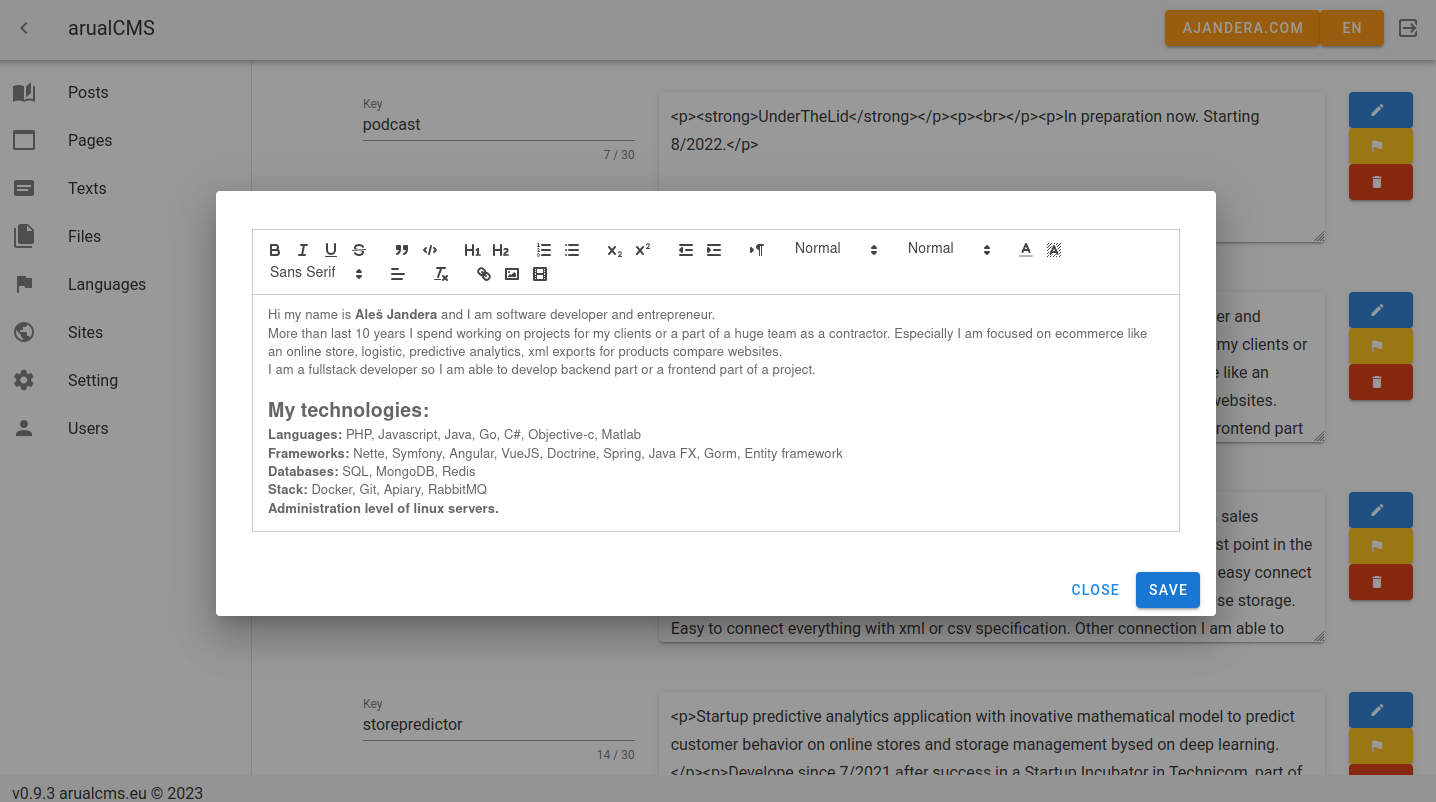 arualCMS
AJANDERA.COM
EN
Posts
Pages
Texts
Files
Languages
Sites
Setting
Users
Key
podcast
7 / 30
<p><strong>UnderTheLid</strong></p><p><br></p><p>In preparation now. Starting
8/2022.</p>
Normal
Normal
Sans Serif
Hi my name is Aleš Jandera and I am software developer and entrepreneur.
More than last 10 years I spend working on projects for my clients or a part of a huge team as a contractor. Especially I am focused on ecommerce like
an online store, logistic, predictive analytics, xml exports for products compare websites.
I am a fullstack developer so I am able to develop backend part or a frontend part of a project.
My technologies:
Languages: PHP, Javascript, Java, Go, C#, Objective-c, Matlab
Frameworks: Nette, Symfony, Angular, VueJS, Doctrine, Spring, Java FX, Gorm, Entity framework
Databases: SQL, MongoDB, Redis
Stack: Docker, Git, Apiary, RabbitMQ
Administration level of linux servers.
CLOSE
SAVE
er and
my clients or
like an
websites.
frontend part
sales
point in the
easy connect
storage.
Easy to connect everything with xml or csv specification. Other connection I am able to
Key
storepredictor
14 / 30
<p>Startup predictive analytics application with inovative mathematical model to predict
customer behavior on online stores and storage management bysed on deep learning.
</p><p>Develope since 7/2021 after success in a Startup Incubator in Technicom, part of
v0.9.3 arualcms.eu © 2023